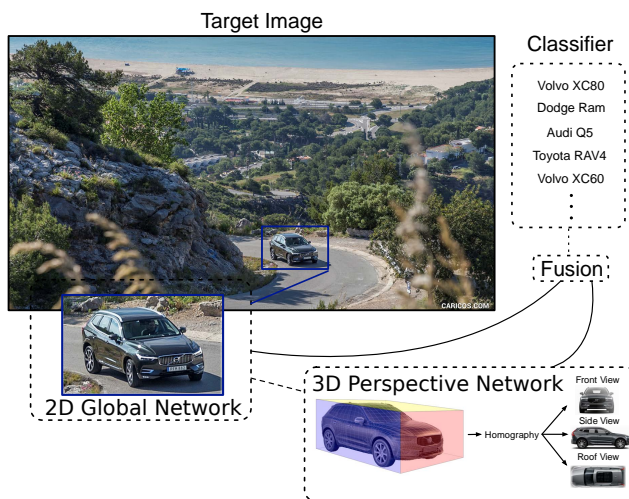 Target Image
Classifier
Volvo XC80
Dodge Ram
Audi Q5
Toyota RAV4
Volvo XC60
Fusion
CARICOS.COM
2D Global Network
3D Perspective Network
Front View
Side View
Homography
Roof View